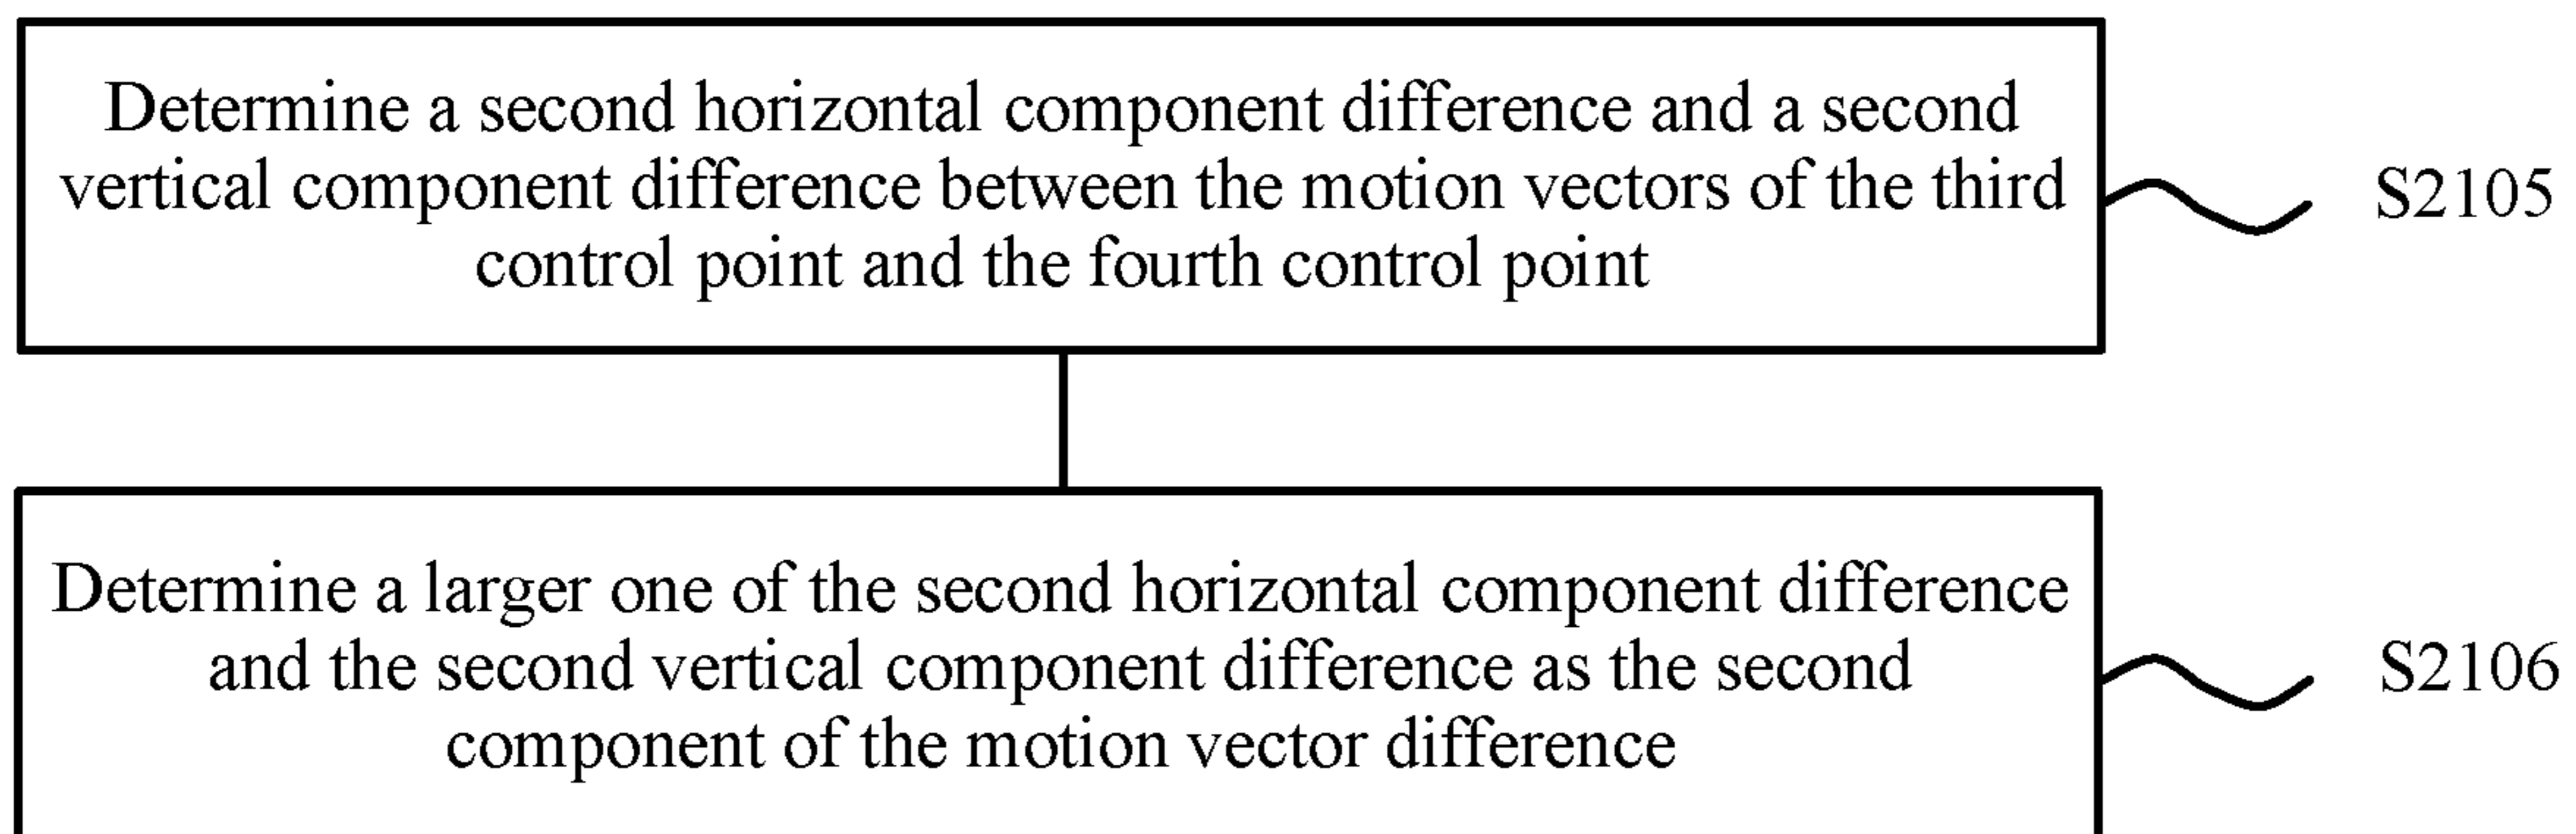 Determine a second horizontal component difference and a second
vertical component difference between the motion vectors of the third
control point and the fourth control point
S2105
Determine a larger one of the second horizontal component difference
and the second vertical component difference as the second
component of the motion vector difference
S2106